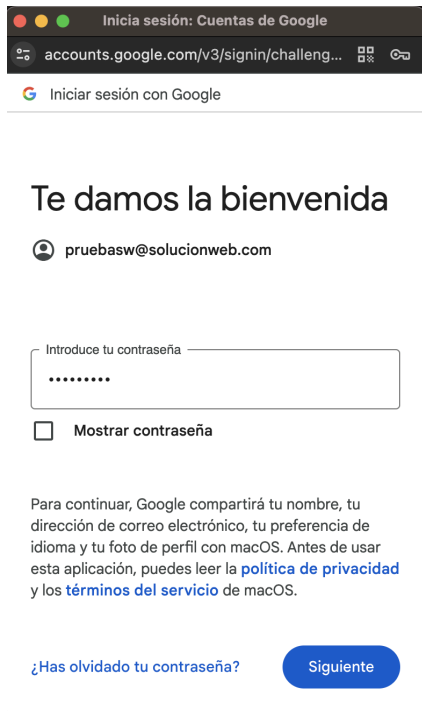 Inicia sesión: Cuentas de Google
accounts.google.com/v3/signin/challeng...
Iniciar sesión con Google
Te damos la bienvenida
pruebasw@solucionweb.com
Introduce tu contraseña
•••••••••
Mostrar contraseña
Para continuar, Google compartirá tu nombre, tu
dirección de correo electrónico, tu preferencia de
idioma y tu foto de perfil con macOS. Antes de usar
esta aplicación, puedes leer la política de privacidad
y los términos del servicio de macOS.
¿Has olvidado tu contraseña?
Siguiente